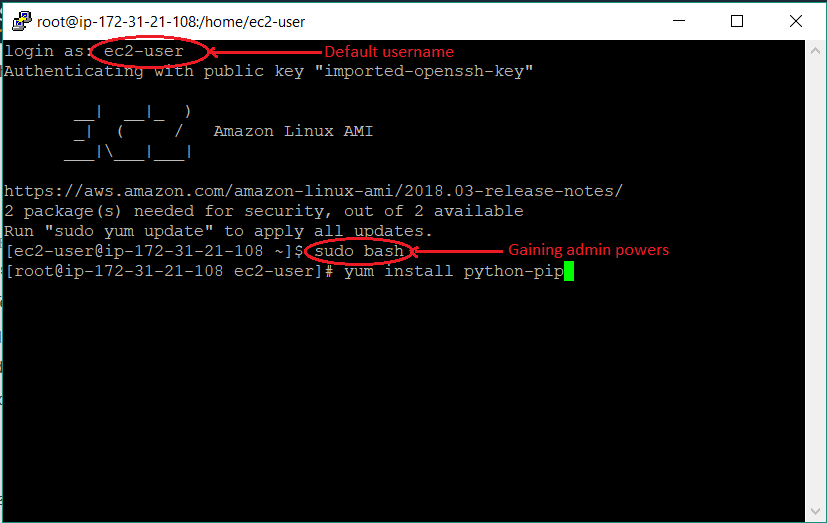 root@ip-172-31-21-108:/home/ec2-user
login as: ec2-user
Default username
Authenticating with public key "imported-openssh-key"
       __|  __|_  )
       _|  (     /   Amazon Linux AMI
      ___|\___|___|
https://aws.amazon.com/amazon-linux-ami/2018.03-release-notes/
2 package(s) needed for security, out of 2 available
Run "sudo yum update" to apply all updates.
[ec2-user@ip-172-31-21-108 ~]$ sudo bash
Gaining admin powers
[root@ip-172-31-21-108 ec2-user]# yum install python-pip